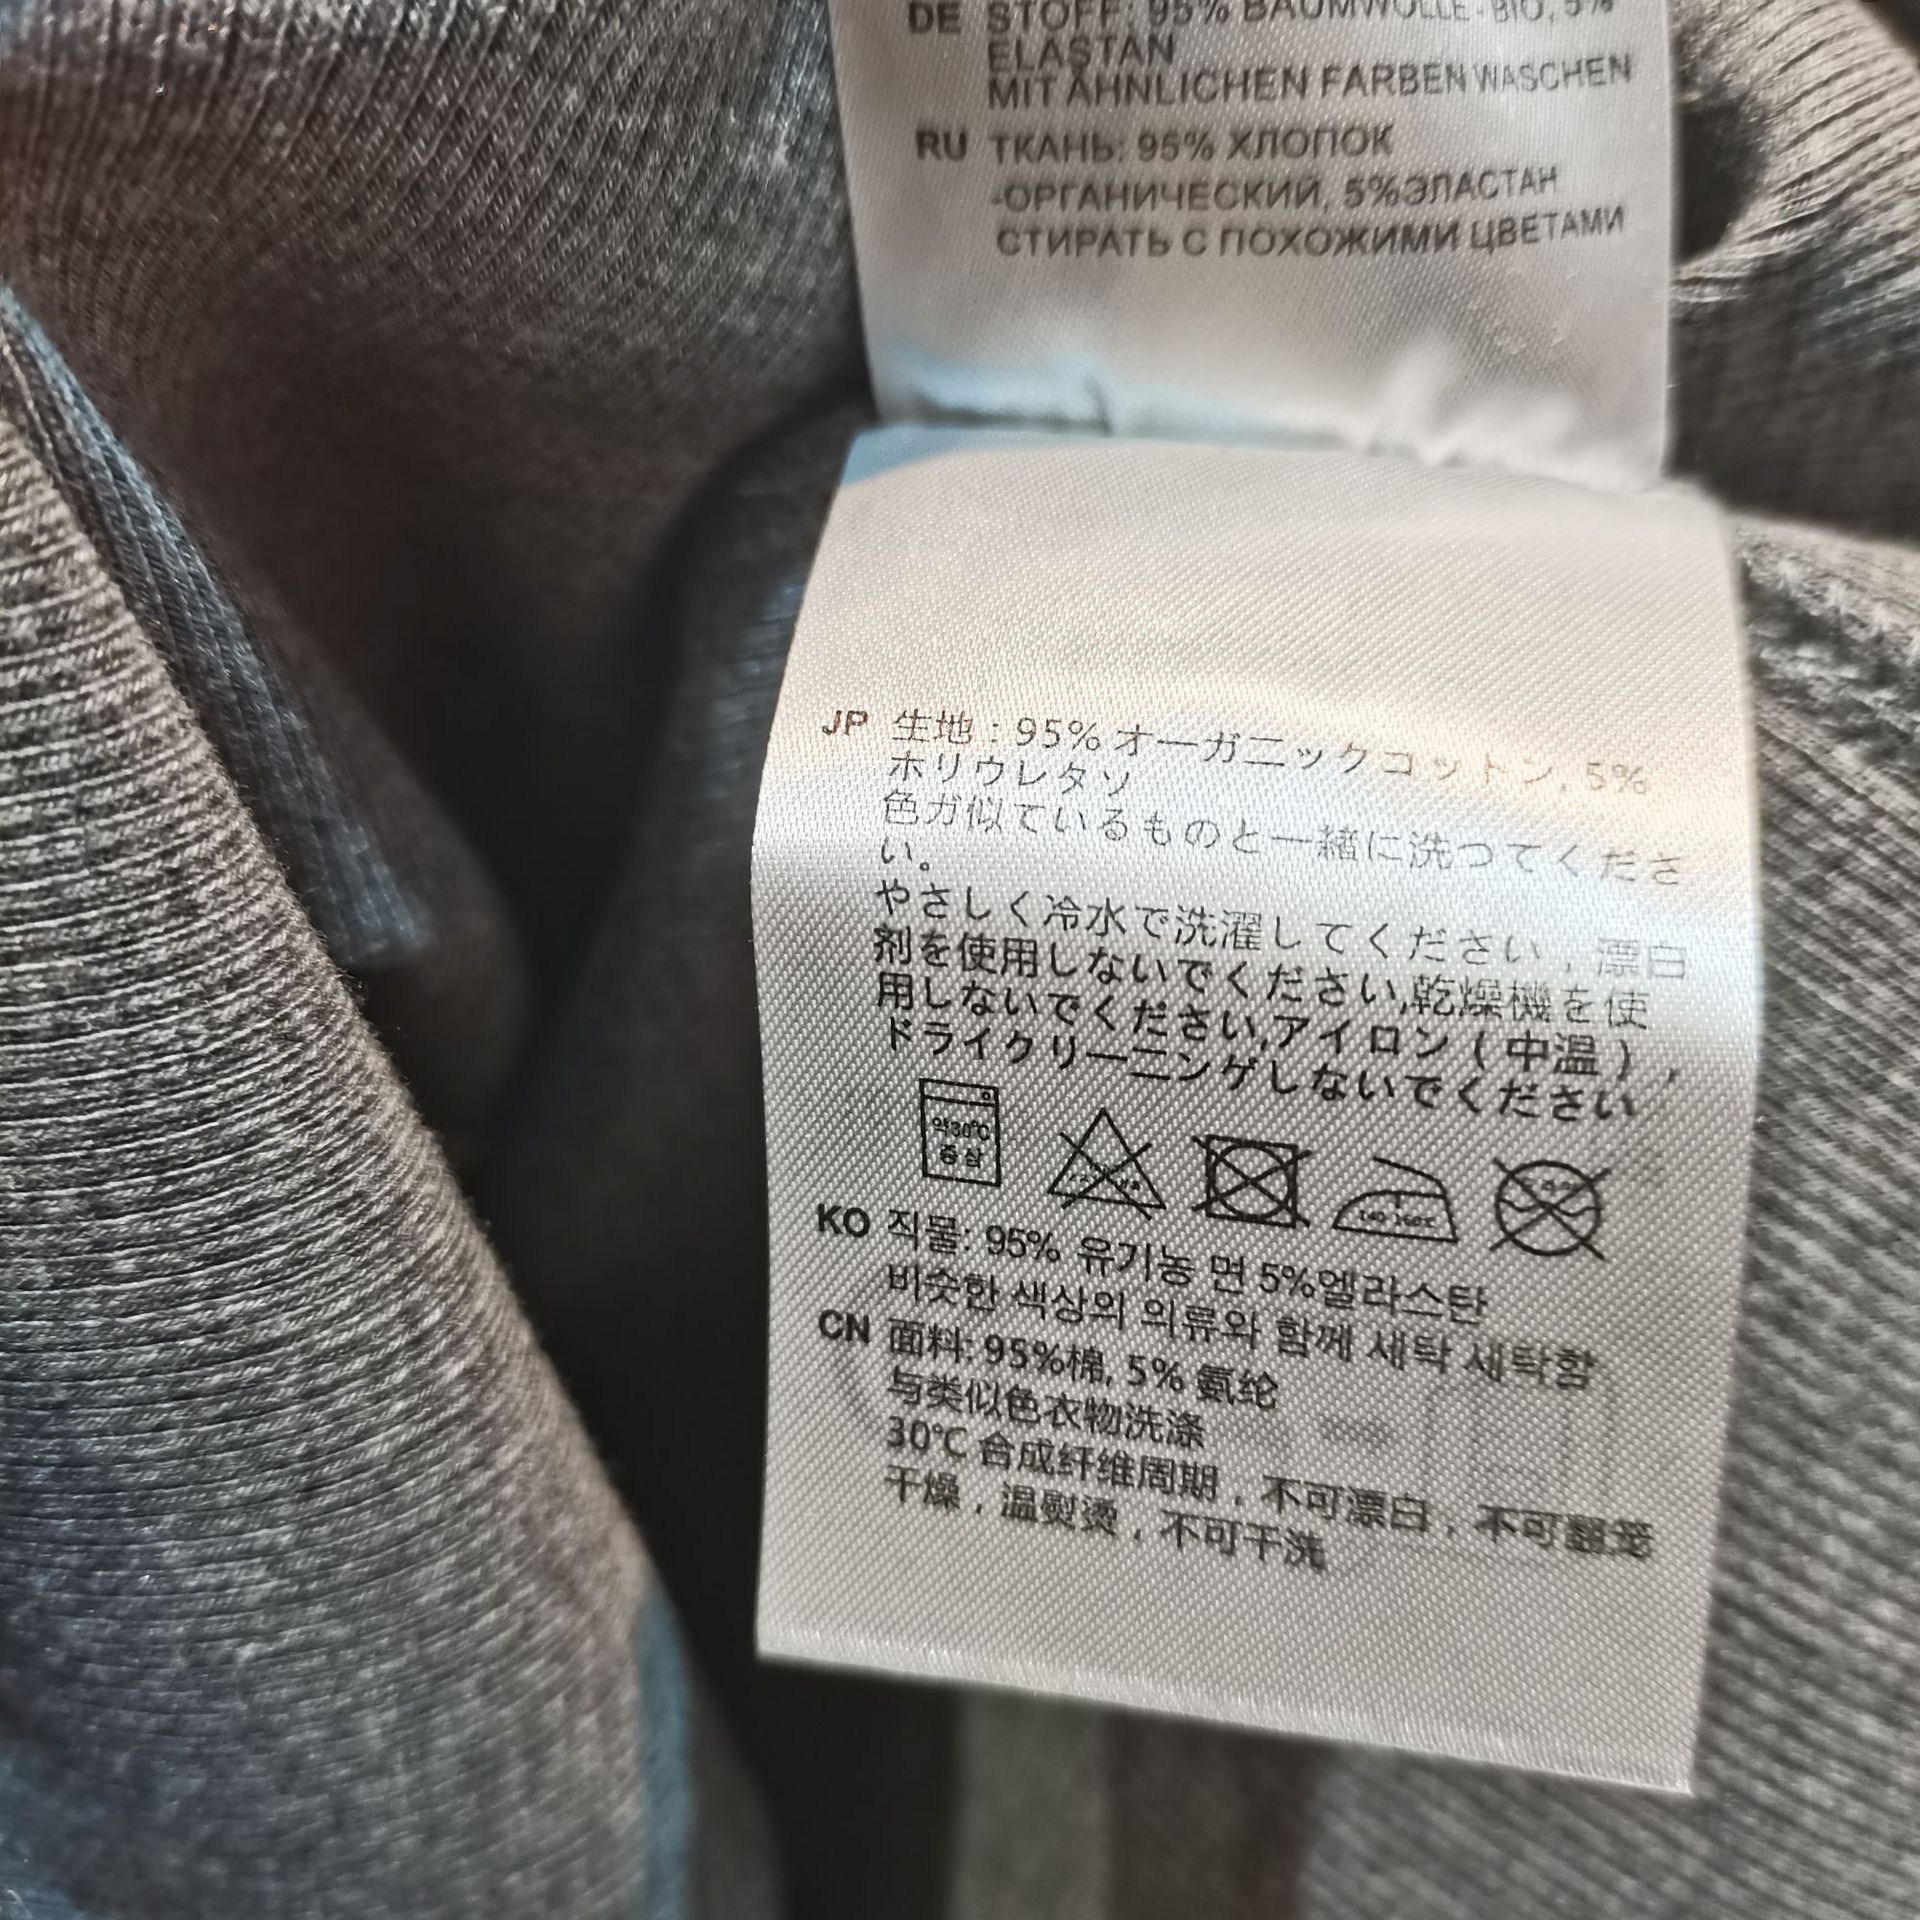 DE STOFF: 95% BAUMWOLLE - BIO, 5%
ELASTAN
MIT ÄHNLICHEN FARBEN WASCHEN
RU ТКАНЬ: 95% ХЛОПОК
-ОРГАНИЧЕСКИЙ, 5%ЭЛАСТАН
СТИРАТЬ С ПОХОЖИМИ ЦВЕТАМИ
JP 生地 : 95% オーガニックコットン, 5%
ホリウレタソ
色ガ似ているものと一緒に洗つてくださ
い。
やさしく冷水で洗濯してください , 漂白
剤を使用しないでください,乾燥機を使
用しないでください,アイロン ( 中温 ) ,
ドライクリーニンゲしないでください
약30℃
중성
KO 직물: 95% 유기농 면 5%엘라스탄
비슷한 색상의 의류와 함께 세탁 세탁함
CN 面料: 95%棉, 5% 氨纶
与类似色衣物洗涤
30℃ 合成纤维周期 , 不可漂白 , 不可翻笼
干燥 , 温熨烫 , 不可干洗